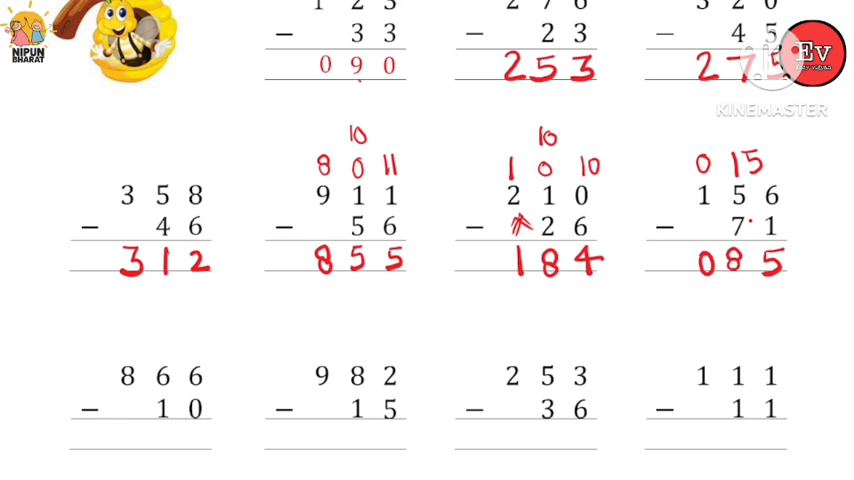 1 2 3 2 7 6 3 2 0
NIPUN BHARAT
− 3 3 − 2 3 − 4 5
Ev
0 9 0 2 5 3 2 7 5
KINEMASTER
10 10
8 0 11 1 0 10 0 15
3 5 8 9 1 1 2 1 0 1 5 6
− 4 6 − 5 6 − 2 6 − 7 1
3 1 2 8 5 5 1 8 4 0 8 5
8 6 6 9 8 2 2 5 3 1 1 1
− 1 0 − 1 5 − 3 6 − 1 1